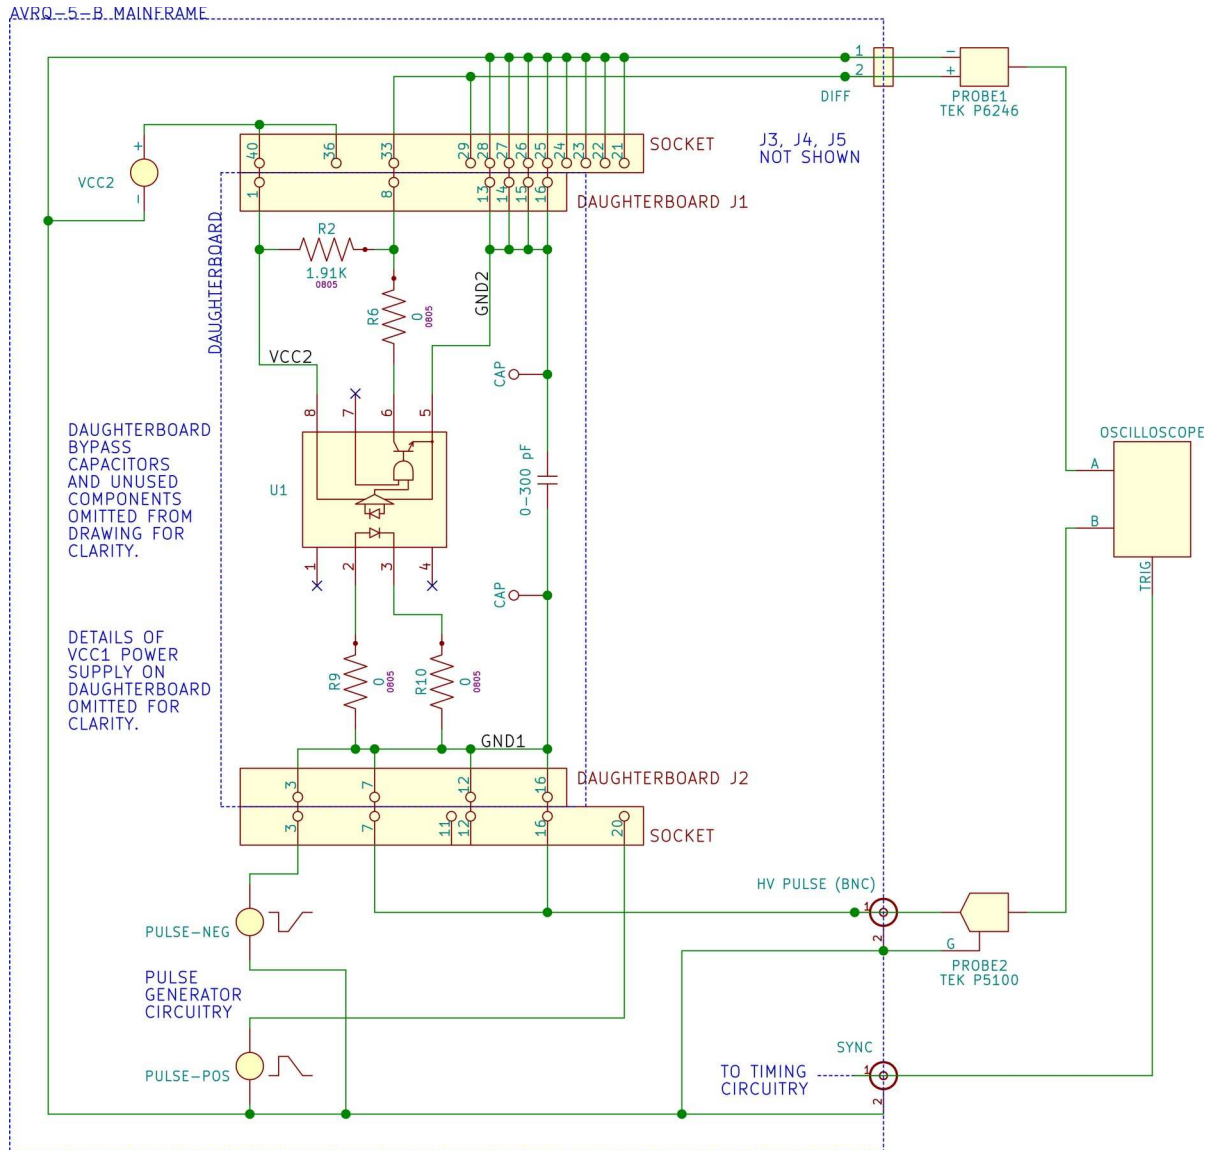 AVRQ-5-B MAINFRAME
1
2
DIFF
-
+
PROBE1
TEK P6246
J3, J4, J5
NOT SHOWN
SOCKET
40
36
33
29
28
27
26
25
24
23
22
21
1
8
13
14
15
16
DAUGHTERBOARD J1
+
VCC2
-
DAUGHTERBOARD
R2
1.91K
0805
R6
0
0805
GND2
VCC2
CAP
8
7
6
5
U1
0-300 pF
1
2
3
4
CAP
DAUGHTERBOARD
BYPASS
CAPACITORS
AND UNUSED
COMPONENTS
OMITTED FROM
DRAWING FOR
CLARITY.
OSCILLOSCOPE
A
B
TRIG
DETAILS OF
VCC1 POWER
SUPPLY ON
DAUGHTERBOARD
OMITTED FOR
CLARITY.
R9
0
0805
R10
0
0805
GND1
3
7
12
16
DAUGHTERBOARD J2
3
7
11
12
16
20
SOCKET
HV PULSE (BNC)
1
2
G
PROBE2
TEK P5100
PULSE-NEG
PULSE
GENERATOR
CIRCUITRY
PULSE-POS
SYNC
TO TIMING
CIRCUITRY
1
2